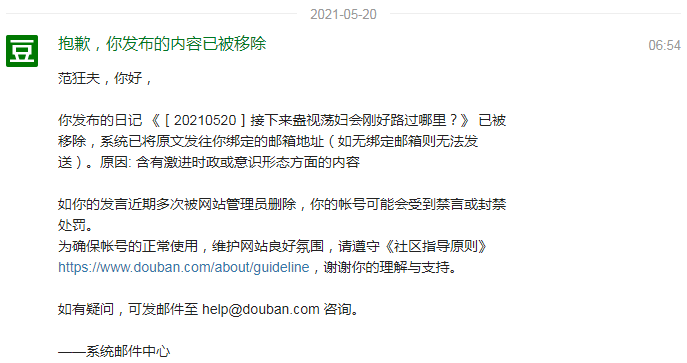 2021-05-20
豆
抱歉，你发布的内容已被移除
06:54
范狂夫，你好，
你发布的日记 《［20210520］接下来蛊视荡妇会刚好路过哪里？》 已被
移除，系统已将原文发往你绑定的邮箱地址（如无绑定邮箱则无法发
送）。原因: 含有激进时政或意识形态方面的内容
如你的发言近期多次被网站管理员删除，你的帐号可能会受到禁言或封禁
处罚。
为确保帐号的正常使用，维护网站良好氛围，请遵守《社区指导原则》
https://www.douban.com/about/guideline，谢谢你的理解与支持。
如有疑问，可发邮件至 help@douban.com 咨询。
——系统邮件中心